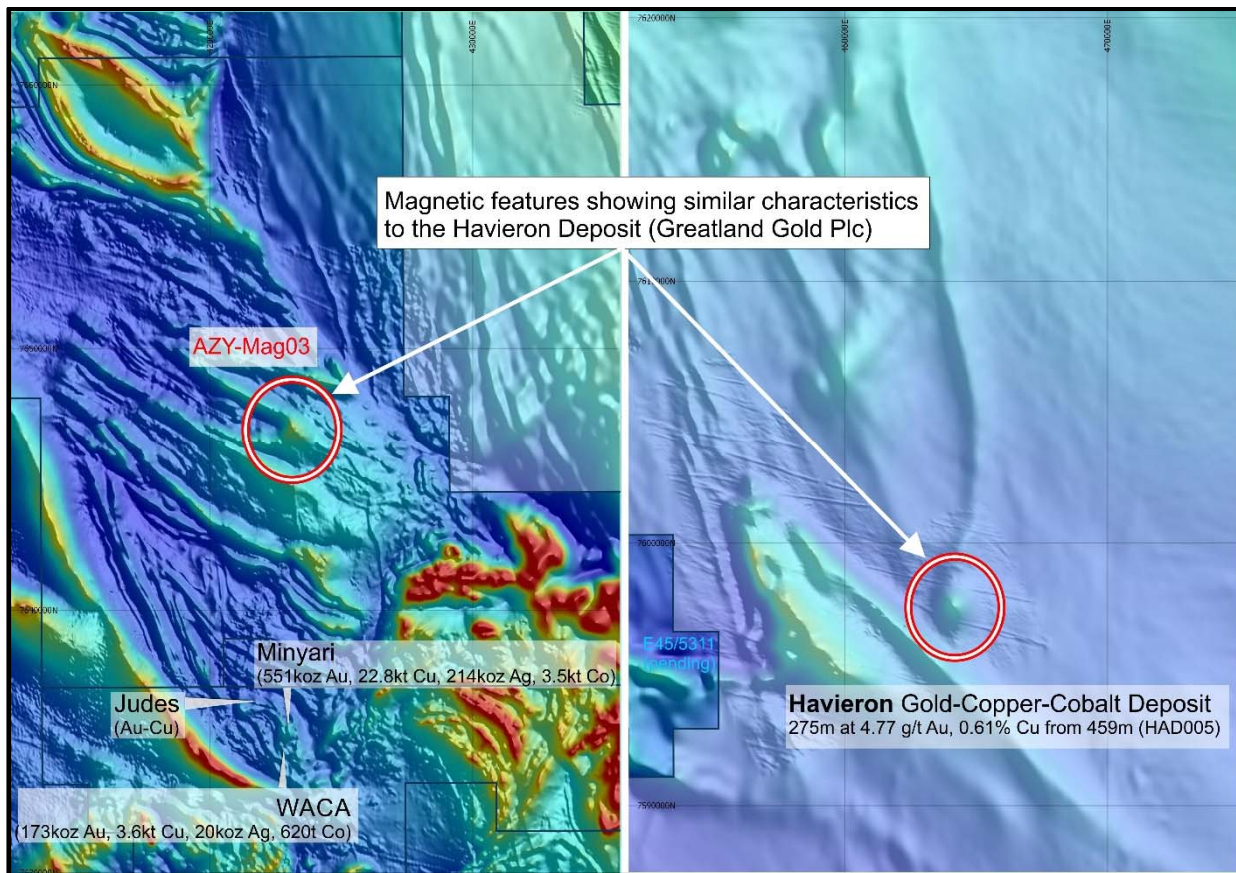 430000E
460000E
470000E
7620000N
7610000N
Magnetic features showing similar characteristics
to the Havieron Deposit (Greatland Gold Plc)
AZY-Mag03
7600000N
Minyari
(551koz Au, 22.8kt Cu, 214koz Ag, 3.5kt Co)
Judes
(Au-Cu)
E45/5311
(pending)
Havieron Gold-Copper-Cobalt Deposit
275m at 4.77 g/t Au, 0.61% Cu from 459m (HAD005)
WACA
(173koz Au, 3.6kt Cu, 20koz Ag, 620t Co)
7590000N